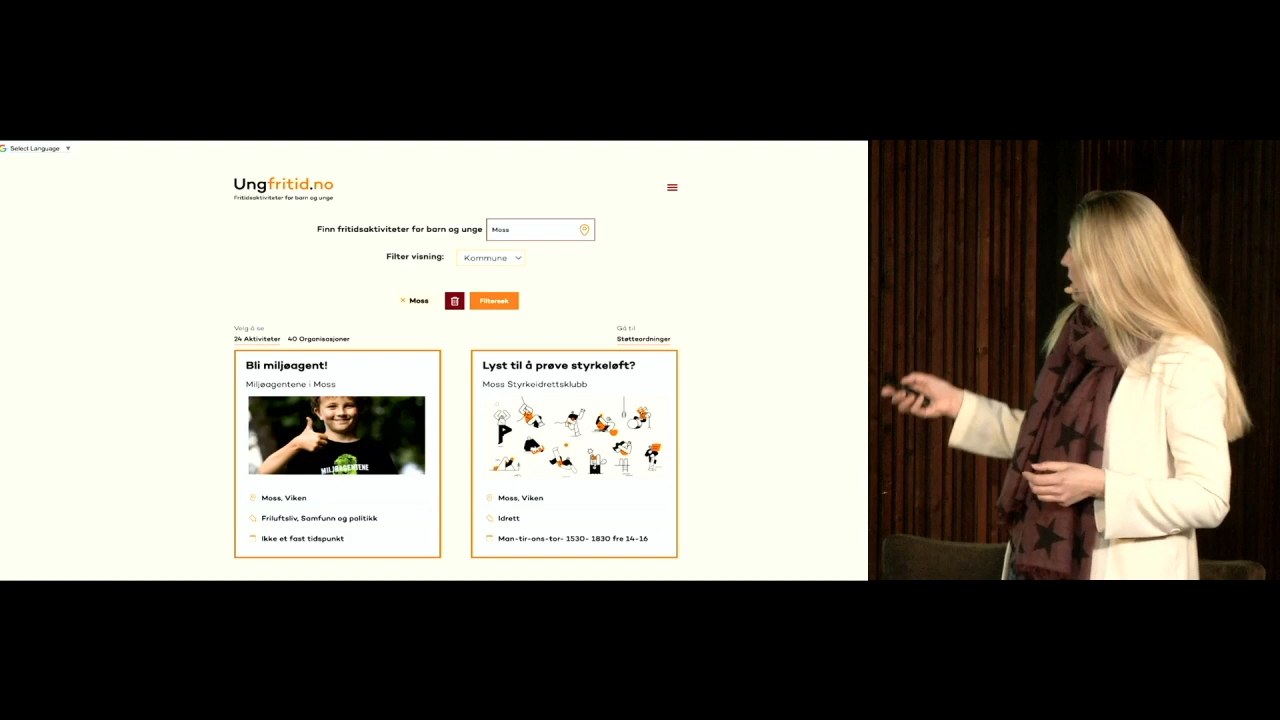 Select Language ▼
Ungfritid.no
Fritidsaktiviteter for barn og unge
Finn fritidsaktiviteter for barn og unge Moss
Filter visning: Kommune
× Moss Filtersøk
Velg å se Gå til
24 Aktiviteter 40 Organisasjoner Støtteordninger
Bli miljøagent!
Miljøagentene i Moss
MILJØAGENTENE
Moss, Viken
Friluftsliv, Samfunn og politikk
Ikke et fast tidspunkt
Lyst til å prøve styrkeløft?
Moss Styrkeidrettsklubb
Moss, Viken
Idrett
Man-tir-ons-tor- 1530- 1830 fre 14-16